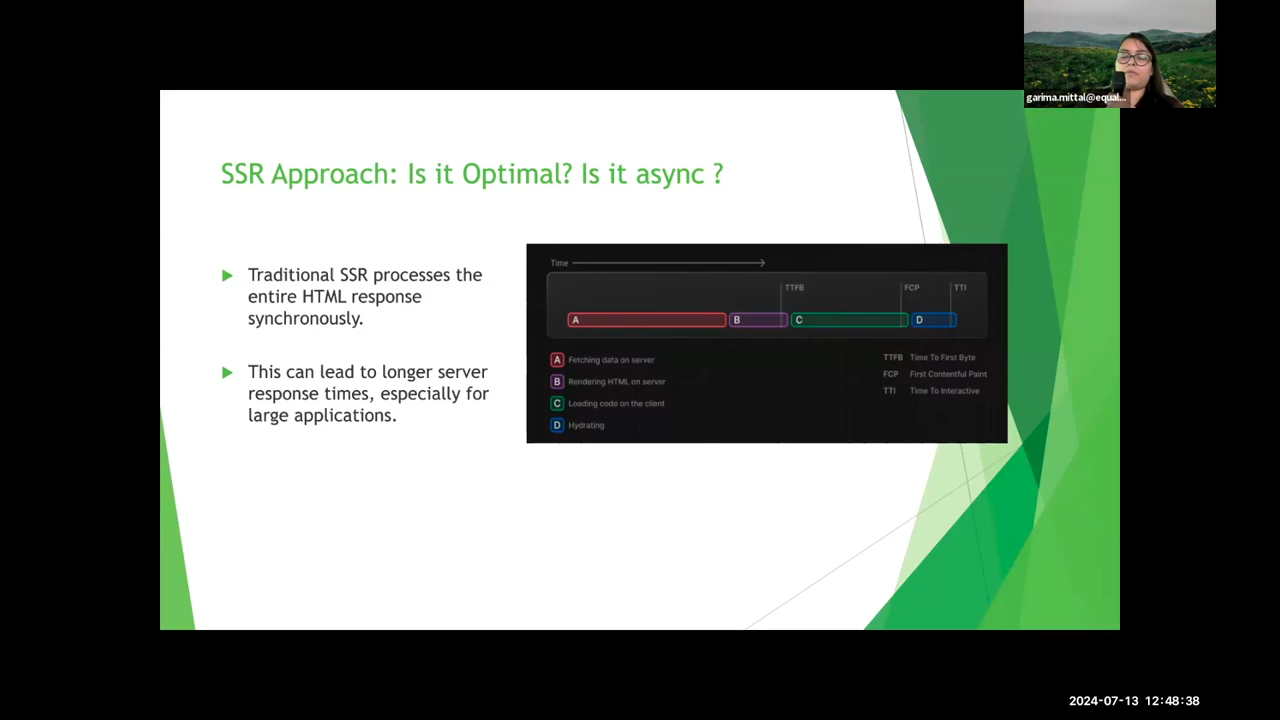 garima.mittal@equal...
SSR Approach: Is it Optimal? Is it async ?
Traditional SSR processes the
entire HTML response
synchronously.
This can lead to longer server
response times, especially for
large applications.
Time
TTFB
FCP
TTI
A
B
C
D
A Fetching data on server
B Rendering HTML on server
C Loading code on the client
D Hydrating
TTFB Time To First Byte
FCP First Contentful Paint
TTI Time To Interactive
2024-07-13 12:48:38